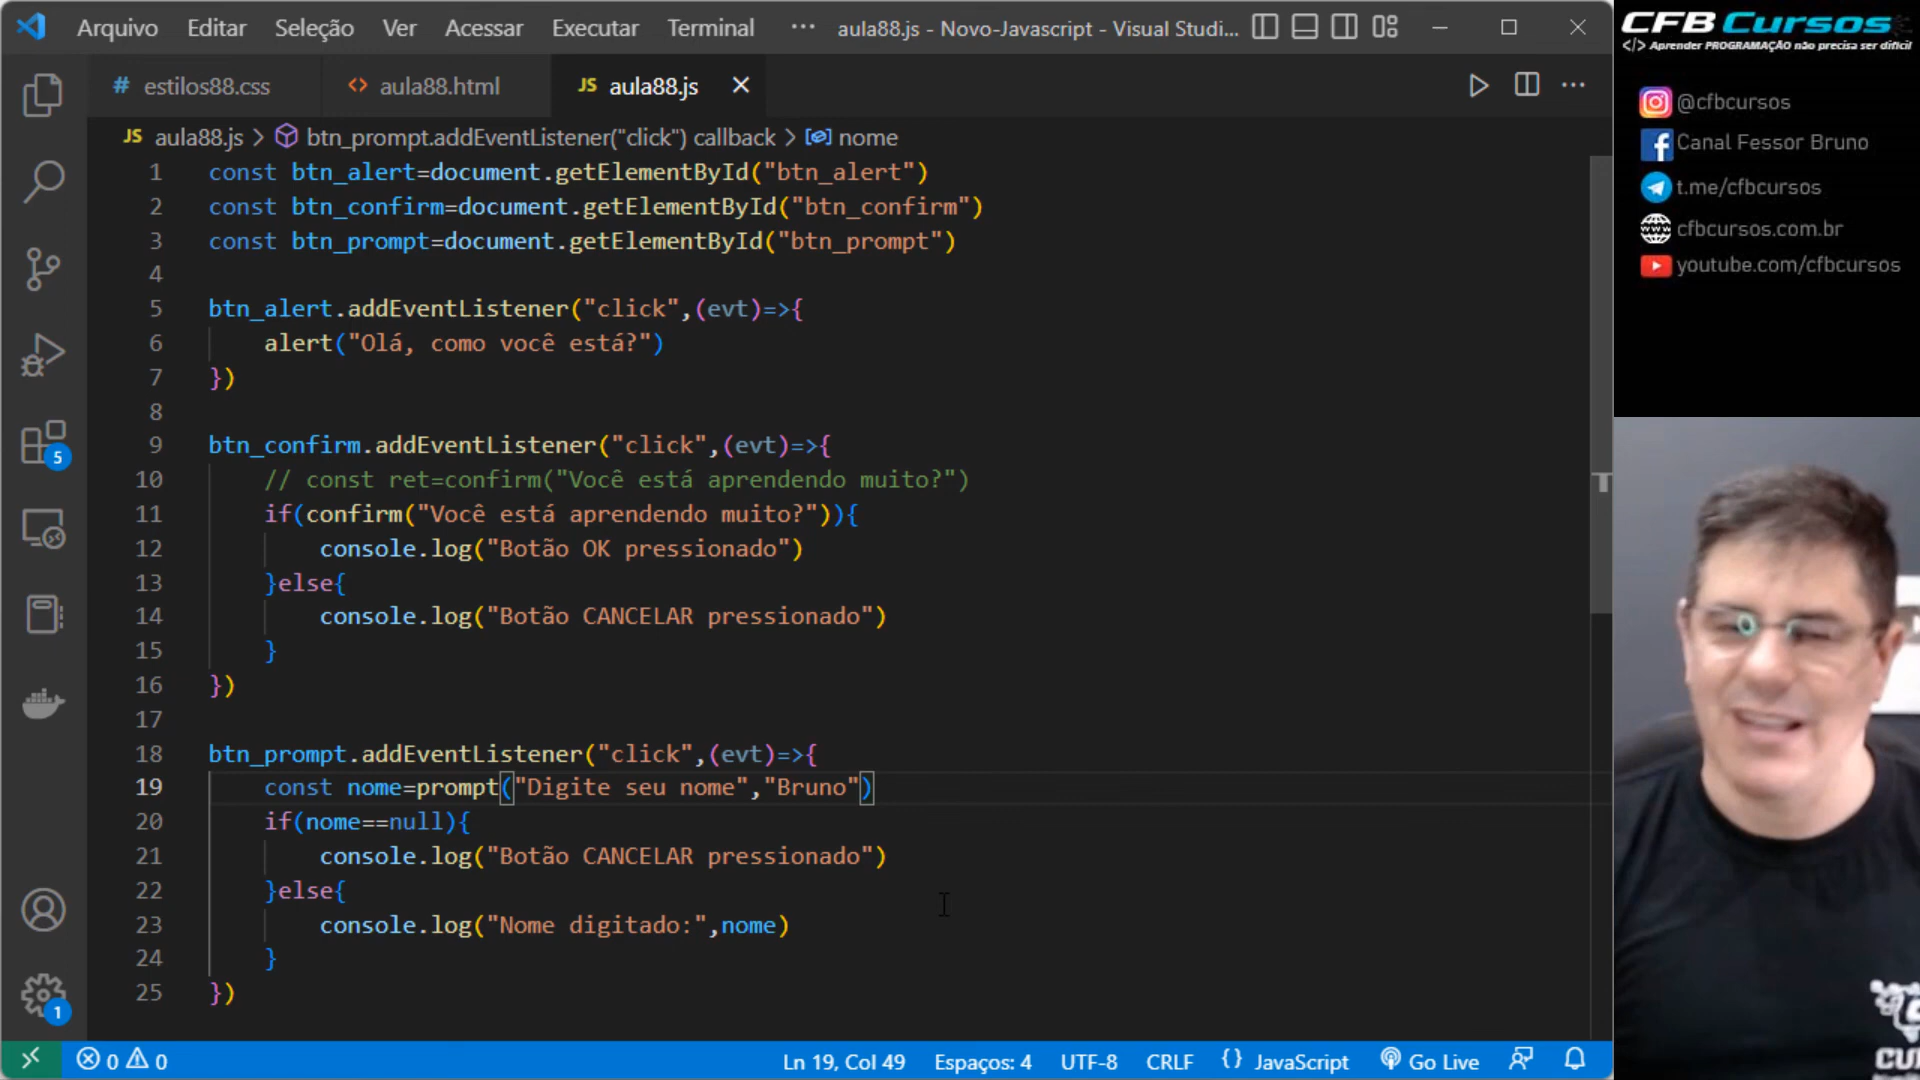 Arquivo Editar Seleção Ver Acessar Executar Terminal ··· aula88.js - Novo-Javascript - Visual Studi...
# estilos88.css <> aula88.html JS aula88.js
JS aula88.js > btn_prompt.addEventListener("click") callback > nome
1 const btn_alert=document.getElementById("btn_alert")
2 const btn_confirm=document.getElementById("btn_confirm")
3 const btn_prompt=document.getElementById("btn_prompt")
4
5 btn_alert.addEventListener("click",(evt)=>{
6 alert("Olá, como você está?")
7 })
8
9 btn_confirm.addEventListener("click",(evt)=>{
10 // const ret=confirm("Você está aprendendo muito?")
11 if(confirm("Você está aprendendo muito?")){
12 console.log("Botão OK pressionado")
13 }else{
14 console.log("Botão CANCELAR pressionado")
15 }
16 })
17
18 btn_prompt.addEventListener("click",(evt)=>{
19 const nome=prompt("Digite seu nome","Bruno")
20 if(nome==null){
21 console.log("Botão CANCELAR pressionado")
22 }else{
23 console.log("Nome digitado:",nome)
24 }
25 })
5
1
0 0 Ln 19, Col 49 Espaços: 4 UTF-8 CRLF {} JavaScript Go Live
CFB Cursos
</> Aprender PROGRAMAÇÃO não precisa ser difícil
@cfbcursos
Canal Fessor Bruno
t.me/cfbcursos
cfbcursos.com.br
youtube.com/cfbcursos